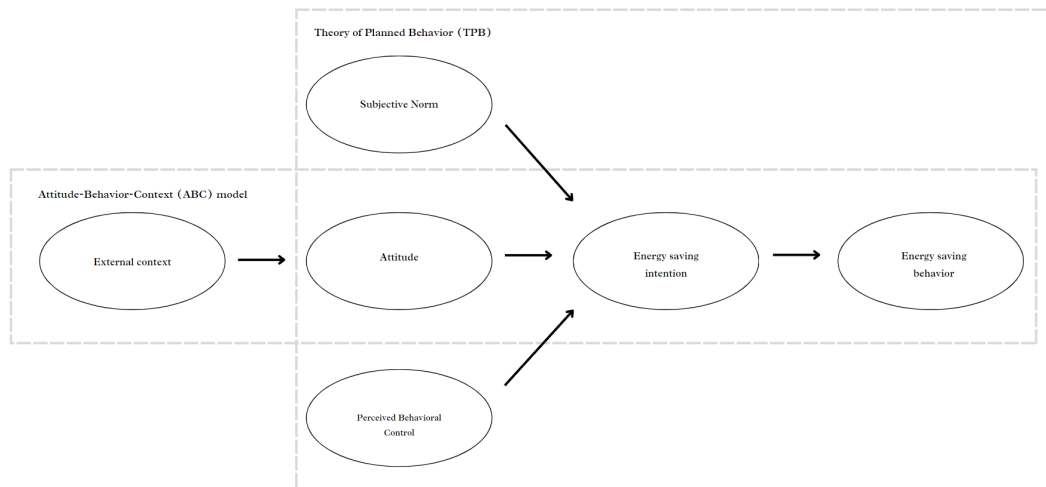 Theory of Planned Behavior (TPB)
Subjective Norm
Attitude-Behavior-Context (ABC) model
External context
Attitude
Energy saving
intention
Energy saving
behavior
Perceived Behavioral
Control